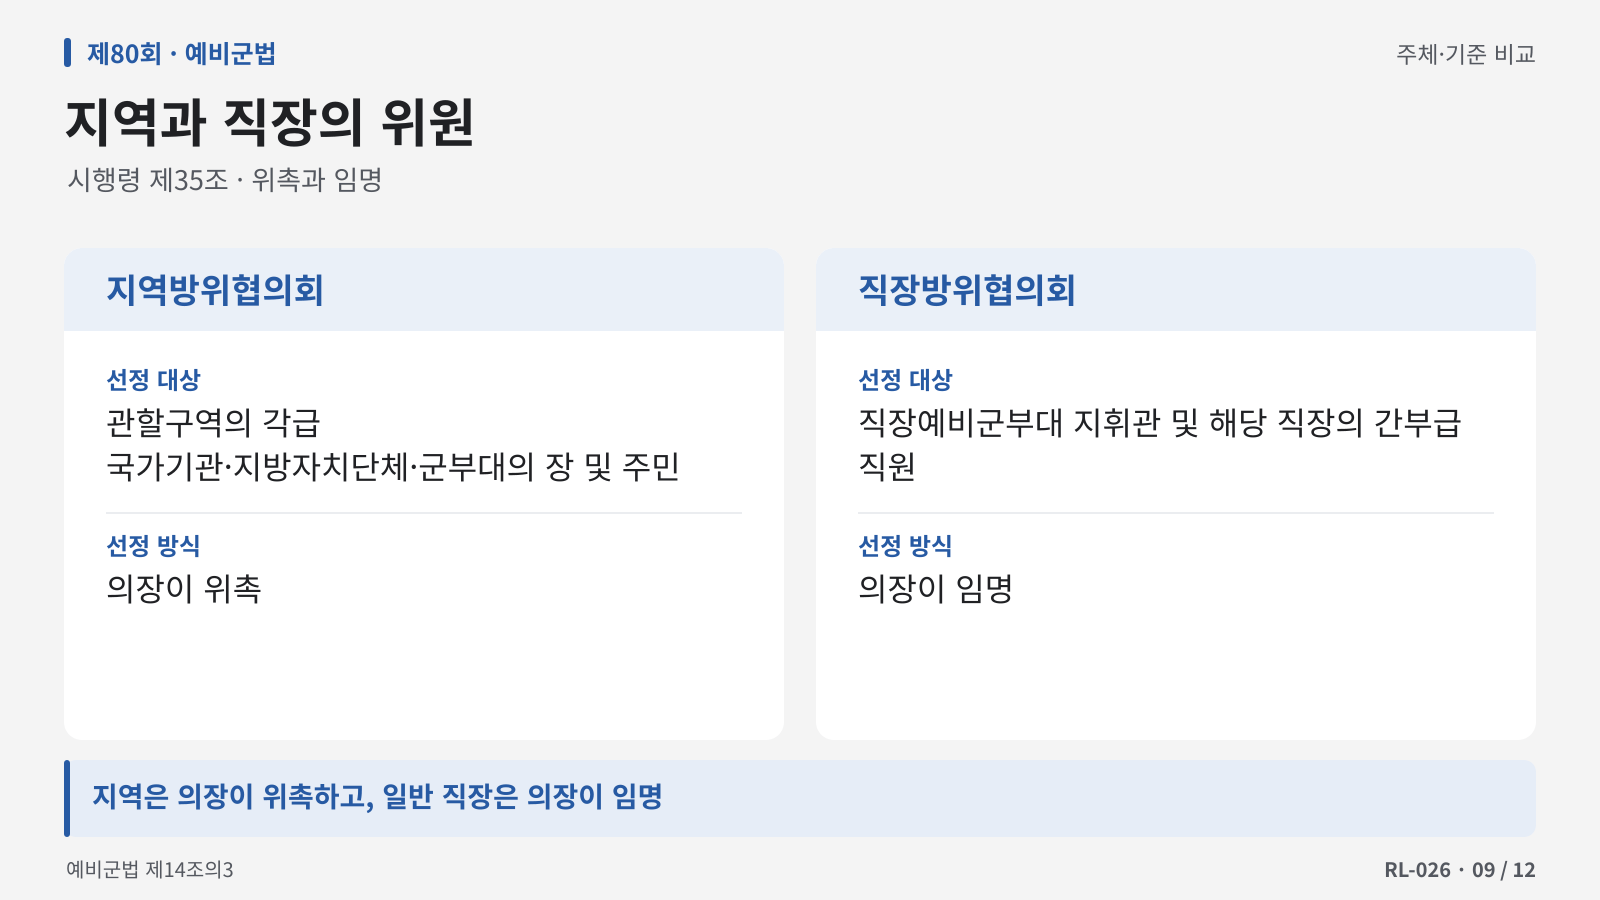 제80회 · 예비군법
주체·기준 비교
지역과 직장의 위원
시행령 제35조 · 위촉과 임명
지역방위협의회
선정 대상
관할구역의 각급
국가기관·지방자치단체·군부대의 장 및 주민
선정 방식
의장이 위촉
직장방위협의회
선정 대상
직장예비군부대 지휘관 및 해당 직장의 간부급
직원
선정 방식
의장이 임명
지역은 의장이 위촉하고, 일반 직장은 의장이 임명
예비군법 제14조의3
RL-026 · 09 / 12